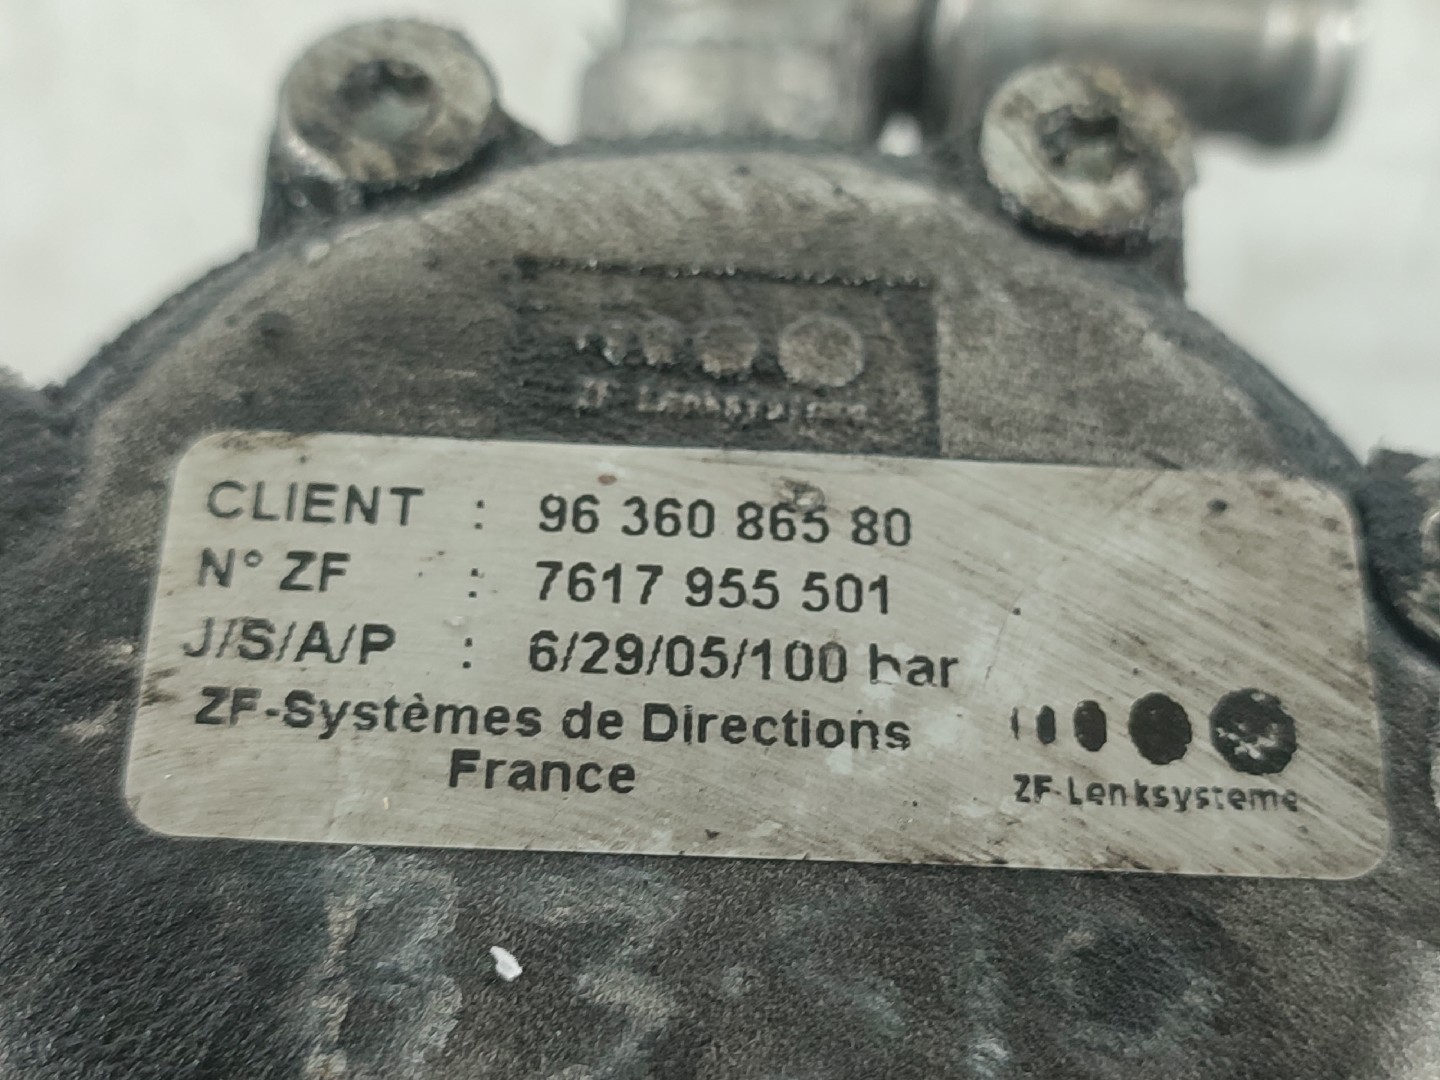 ZF Lenksysteme
CLIENT : 96 360 865 80
N° ZF : 7617 955 501
J/S/A/P : 6/29/05/100 bar
ZF-Systèmes de Directions
France
ZF-Lenksysteme